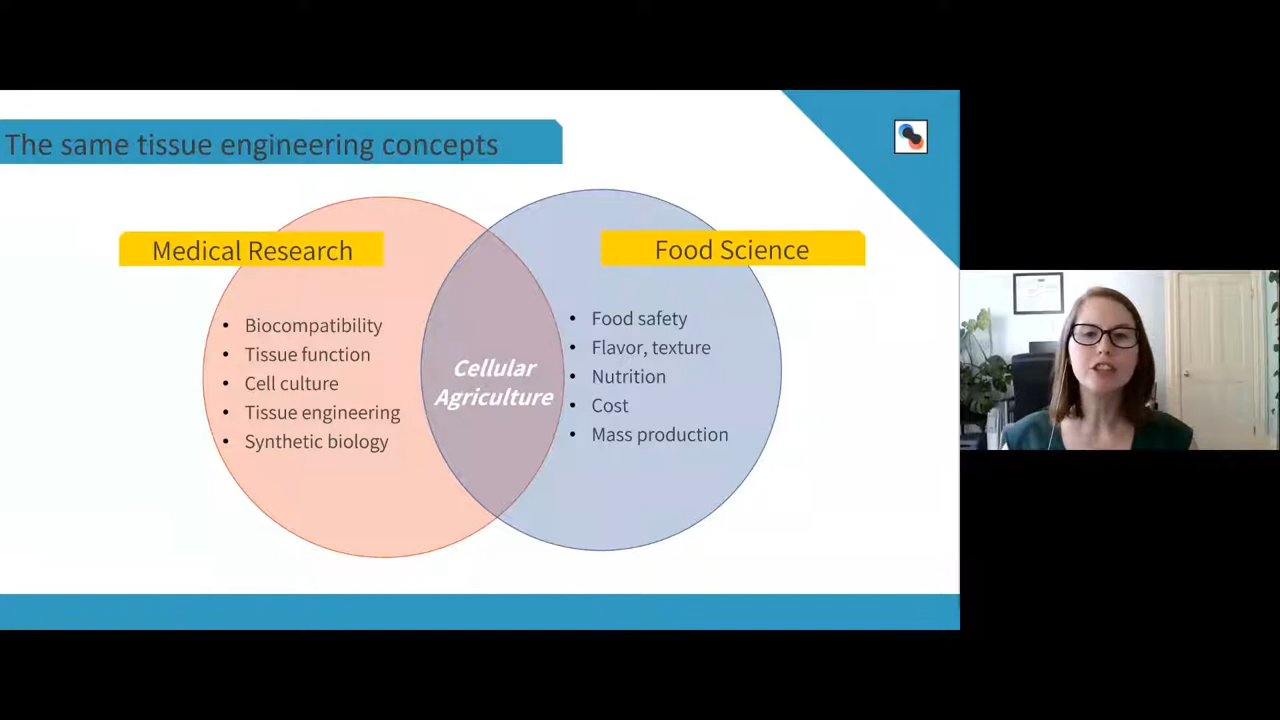 The same tissue engineering concepts
Medical Research
• Biocompatibility
• Tissue function
• Cell culture
• Tissue engineering
• Synthetic biology
Cellular
Agriculture
Food Science
• Food safety
• Flavor, texture
• Nutrition
• Cost
• Mass production